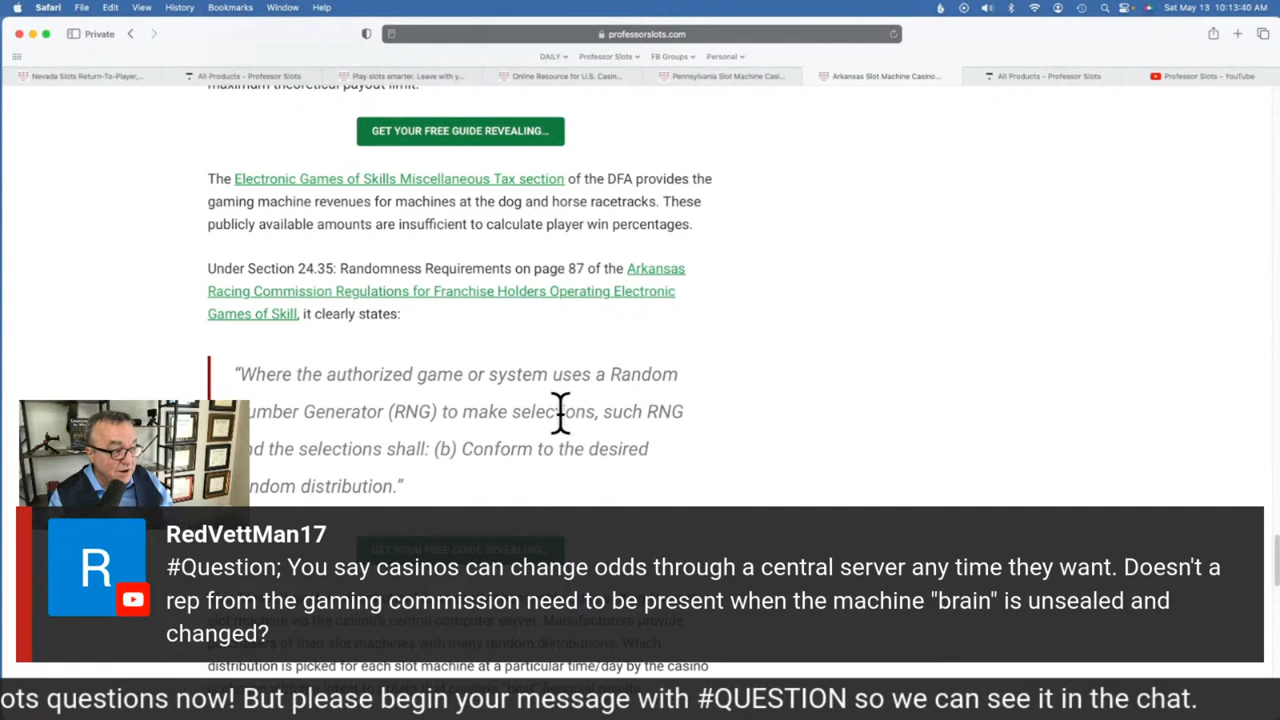 Safari File Edit View History Bookmarks Window Help Sat May 13 10:13:40 AM
Private professorslots.com
DAILY Professor Slots FB Groups Personal
Nevada Slots Return-To-Player,... All Products - Professor Slots Play slots smarter. Leave with y... Online Resource for U.S. Casin... Pennsylvania Slot Machine Casi... Arkansas Slot Machine Casino... All Products - Professor Slots Professor Slots - YouTube
maximum theoretical payout limit.
GET YOUR FREE GUIDE REVEALING...
The Electronic Games of Skills Miscellaneous Tax section of the DFA provides the
gaming machine revenues for machines at the dog and horse racetracks. These
publicly available amounts are insufficient to calculate player win percentages.
Under Section 24.35: Randomness Requirements on page 87 of the Arkansas
Racing Commission Regulations for Franchise Holders Operating Electronic
Games of Skill, it clearly states:
“Where the authorized game or system uses a Random
umber Generator (RNG) to make selections, such RNG
nd the selections shall: (b) Conform to the desired
ndom distribution.”
GET YOUR FREE GUIDE REVEALING...
RedVettMan17
R
#Question; You say casinos can change odds through a central server any time they want. Doesn't a
rep from the gaming commission need to be present when the machine "brain" is unsealed and
changed?
slot machine via the casino's central computer server. Manufacturers provide
of their slot machines with many random distributions. Which
distribution is picked for each slot machine at a particular time/day by the casino
ots questions now! But please begin your message with #QUESTION so we can see it in the chat.